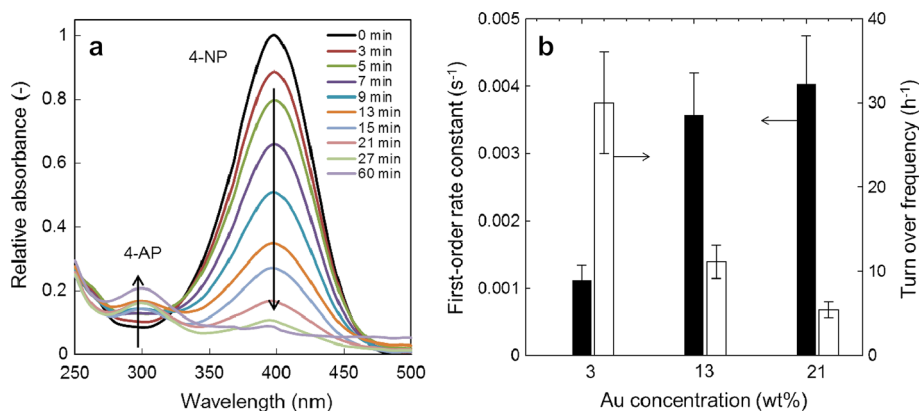 a
4-NP
4-AP
0 min
3 min
5 min
7 min
9 min
13 min
15 min
21 min
27 min
60 min
Relative absorbance (-)
1
0.8
0.6
0.4
0.2
0
250 300 350 400 450 500
Wavelength (nm)
b
First-order rate constant (s⁻¹)
0.005
0.004
0.003
0.002
0.001
0
40
30
20
10
0
Turn over frequency (h⁻¹)
3 13 21
Au concentration (wt%)